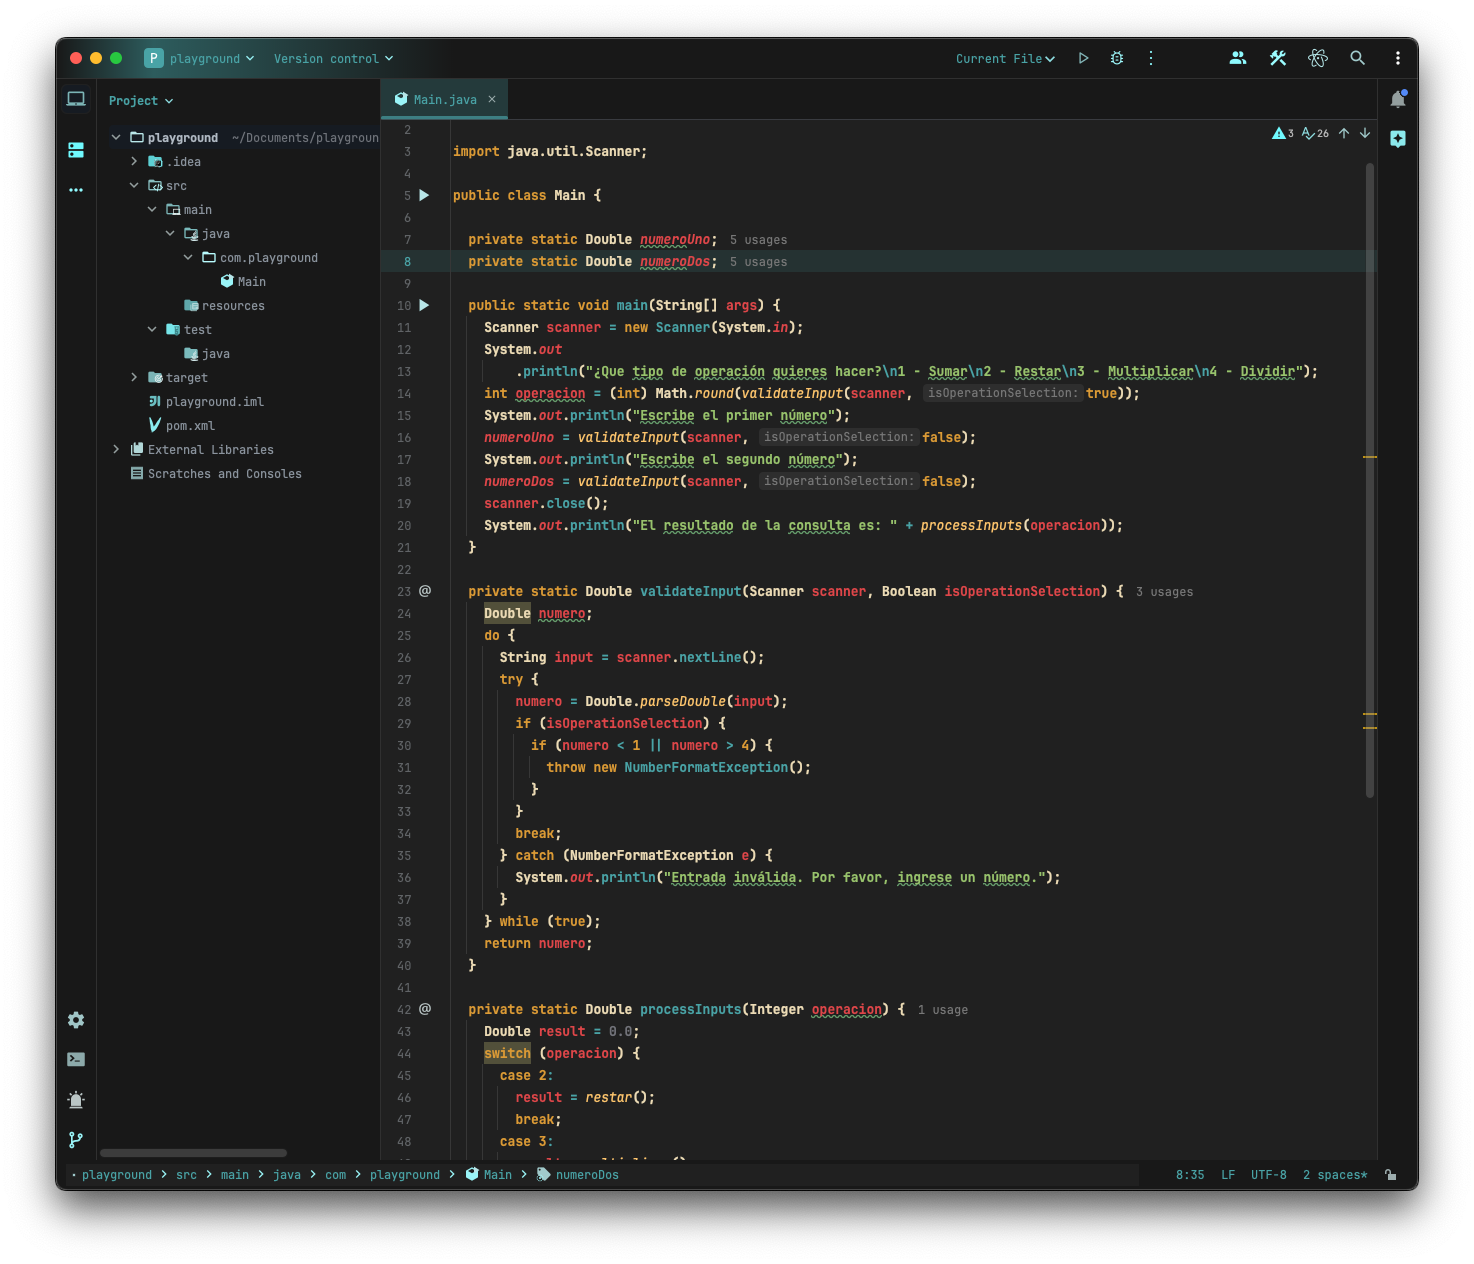 P playground Version control Current File
Project
Main.java
playground ~/Documents/playgroun
.idea
src
main
java
com.playground
Main
resources
test
java
target
playground.iml
pom.xml
External Libraries
Scratches and Consoles
3 26
2
3 import java.util.Scanner;
4
5 public class Main {
6
7 private static Double numeroUno; 5 usages
8 private static Double numeroDos; 5 usages
9
10 public static void main(String[] args) {
11 Scanner scanner = new Scanner(System.in);
12 System.out
13 .println("¿Que tipo de operación quieres hacer?\n1 - Sumar\n2 - Restar\n3 - Multiplicar\n4 - Dividir");
14 int operacion = (int) Math.round(validateInput(scanner, isOperationSelection: true));
15 System.out.println("Escribe el primer número");
16 numeroUno = validateInput(scanner, isOperationSelection: false);
17 System.out.println("Escribe el segundo número");
18 numeroDos = validateInput(scanner, isOperationSelection: false);
19 scanner.close();
20 System.out.println("El resultado de la consulta es: " + processInputs(operacion));
21 }
22
23 @ private static Double validateInput(Scanner scanner, Boolean isOperationSelection) { 3 usages
24 Double numero;
25 do {
26 String input = scanner.nextLine();
27 try {
28 numero = Double.parseDouble(input);
29 if (isOperationSelection) {
30 if (numero < 1 || numero > 4) {
31 throw new NumberFormatException();
32 }
33 }
34 break;
35 } catch (NumberFormatException e) {
36 System.out.println("Entrada inválida. Por favor, ingrese un número.");
37 }
38 } while (true);
39 return numero;
40 }
41
42 @ private static Double processInputs(Integer operacion) { 1 usage
43 Double result = 0.0;
44 switch (operacion) {
45 case 2:
46 result = restar();
47 break;
48 case 3:
playground > src > main > java > com > playground > Main > numeroDos 8:35 LF UTF-8 2 spaces*